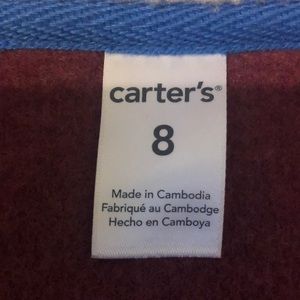 carter's®
8
Made in Cambodia
Fabriqué au Cambodge
Hecho en Camboya